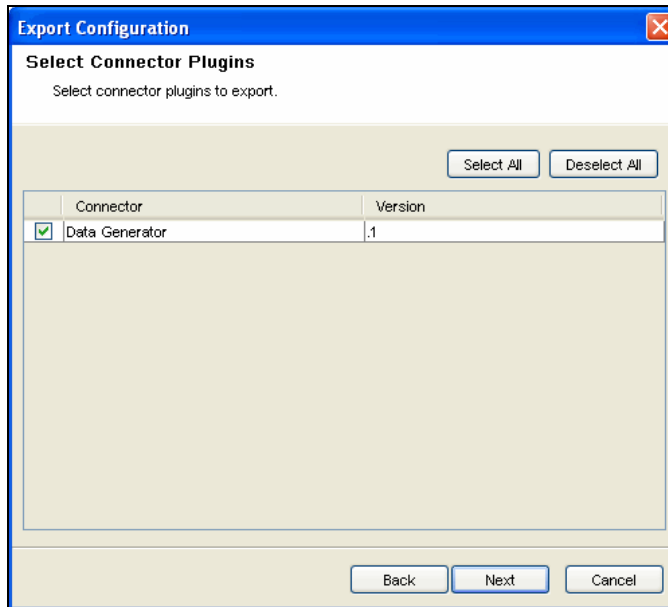 Export Configuration
Select Connector Plugins
Select connector plugins to export.
Select All Deselect All
Connector Version
Data Generator .1
Back Next Cancel